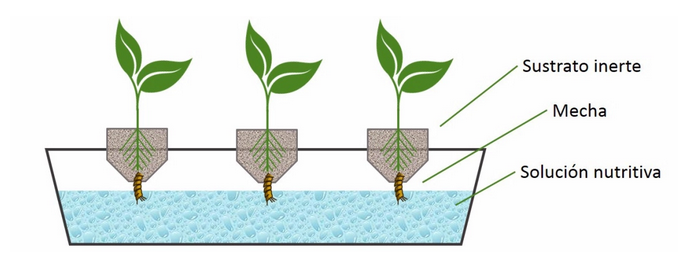 Sustrato inerte
Mecha
Solución nutritiva